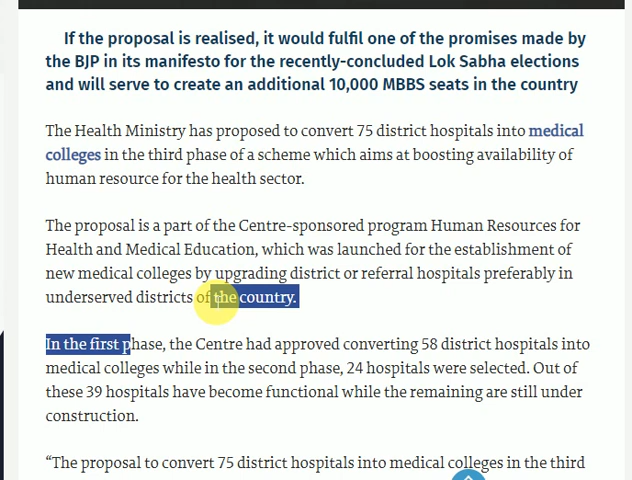 If the proposal is realised, it would fulfil one of the promises made by
the BJP in its manifesto for the recently-concluded Lok Sabha elections
and will serve to create an additional 10,000 MBBS seats in the country
The Health Ministry has proposed to convert 75 district hospitals into medical
colleges in the third phase of a scheme which aims at boosting availability of
human resource for the health sector.
The proposal is a part of the Centre-sponsored program Human Resources for
Health and Medical Education, which was launched for the establishment of
new medical colleges by upgrading district or referral hospitals preferably in
underserved districts of the country.
In the first phase, the Centre had approved converting 58 district hospitals into
medical colleges while in the second phase, 24 hospitals were selected. Out of
these 39 hospitals have become functional while the remaining are still under
construction.
“The proposal to convert 75 district hospitals into medical colleges in the third